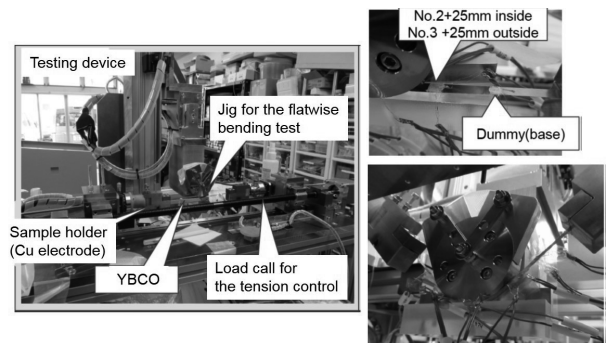 Testing device
Jig for the flatwise
bending test
Sample holder
(Cu electrode)
YBCO
Load call for
the tension control
No.2+25mm inside
No.3 +25mm outside
Dummy(base)